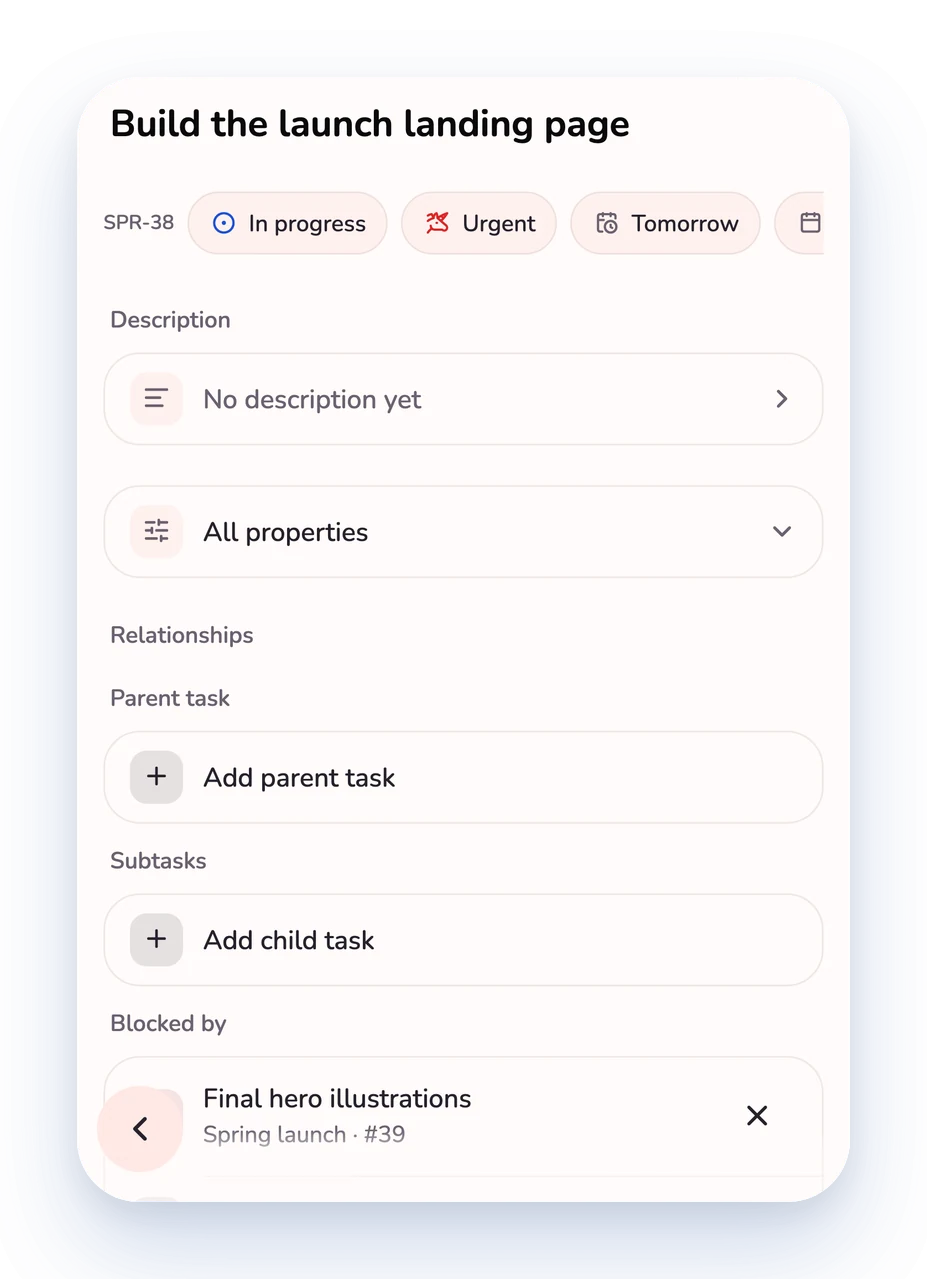 Build the launch landing page
SPR-38 In progress Urgent Tomorrow
Description
No description yet
All properties
Relationships
Parent task
Add parent task
Subtasks
Add child task
Blocked by
Final hero illustrations
Spring launch · #39